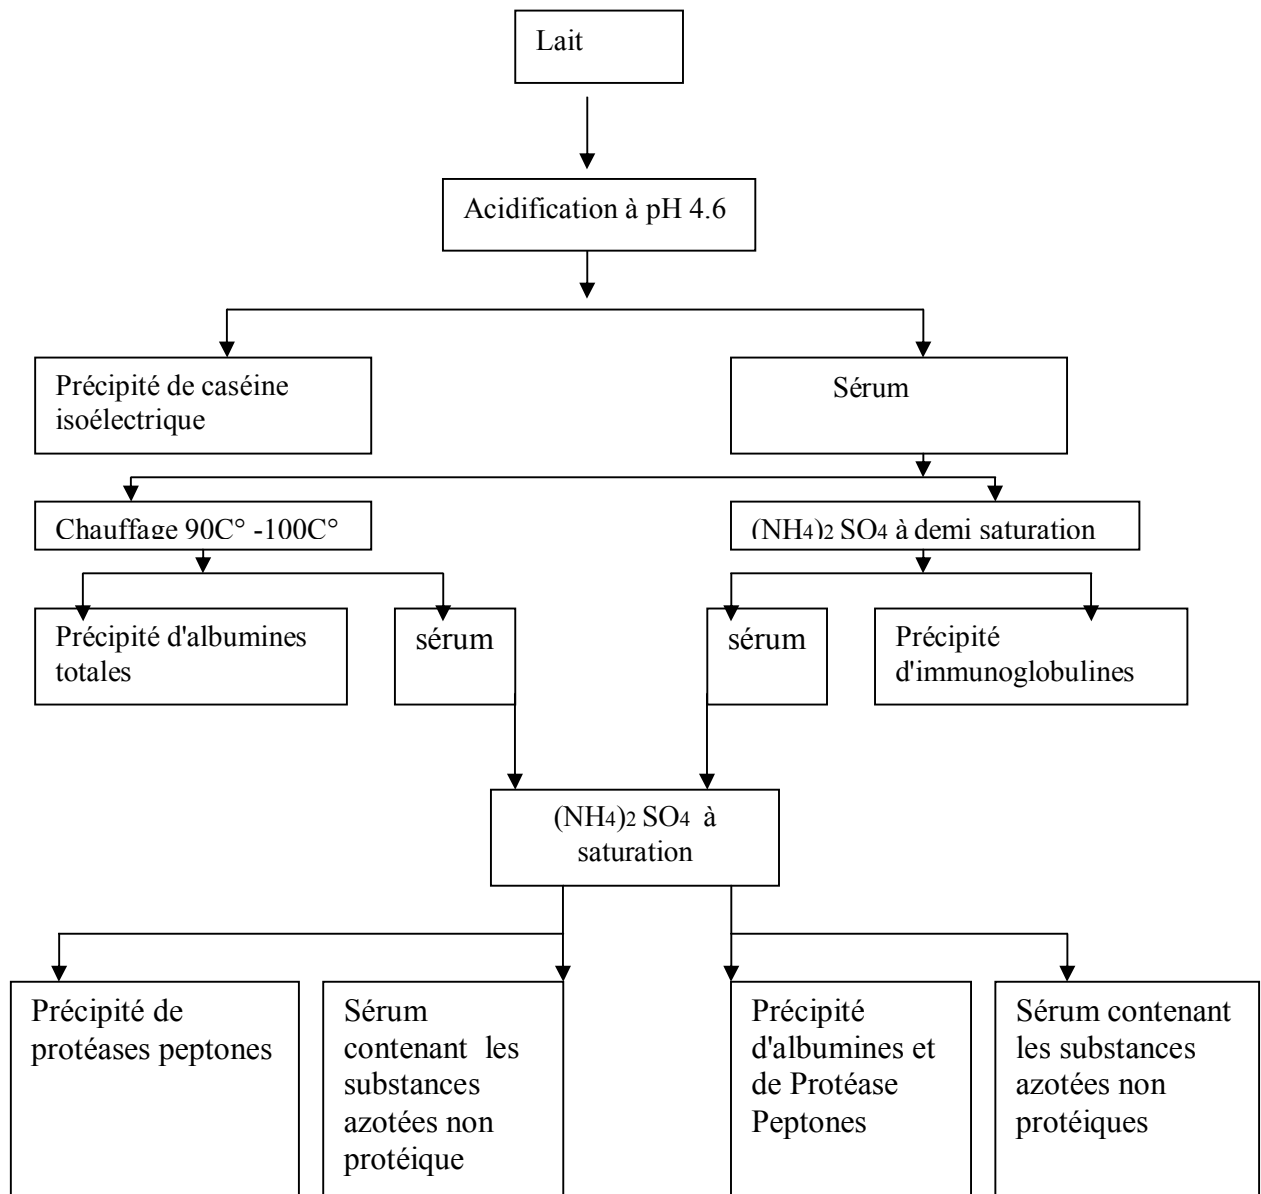 Lait
Acidification à pH 4.6
Précipité de caséine
isoélectrique
Sérum
Chauffage 90C° -100C°
(NH4)2 SO4 à demi saturation
Précipité d'albumines
totales
sérum
sérum
Précipité
d'immunoglobulines
(NH4)2 SO4 à
saturation
Précipité de
protéases peptones
Sérum
contenant les
substances
azotées non
protéique
Précipité
d'albumines et
de Protéase
Peptones
Sérum contenant
les substances
azotées non
protéiques